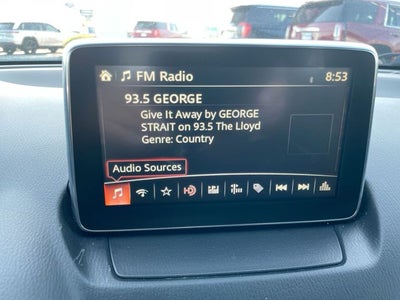 FM Radio
8:53
93.5 GEORGE
Give It Away by GEORGE
STRAIT on 93.5 The Lloyd
Genre: Country
Audio Sources